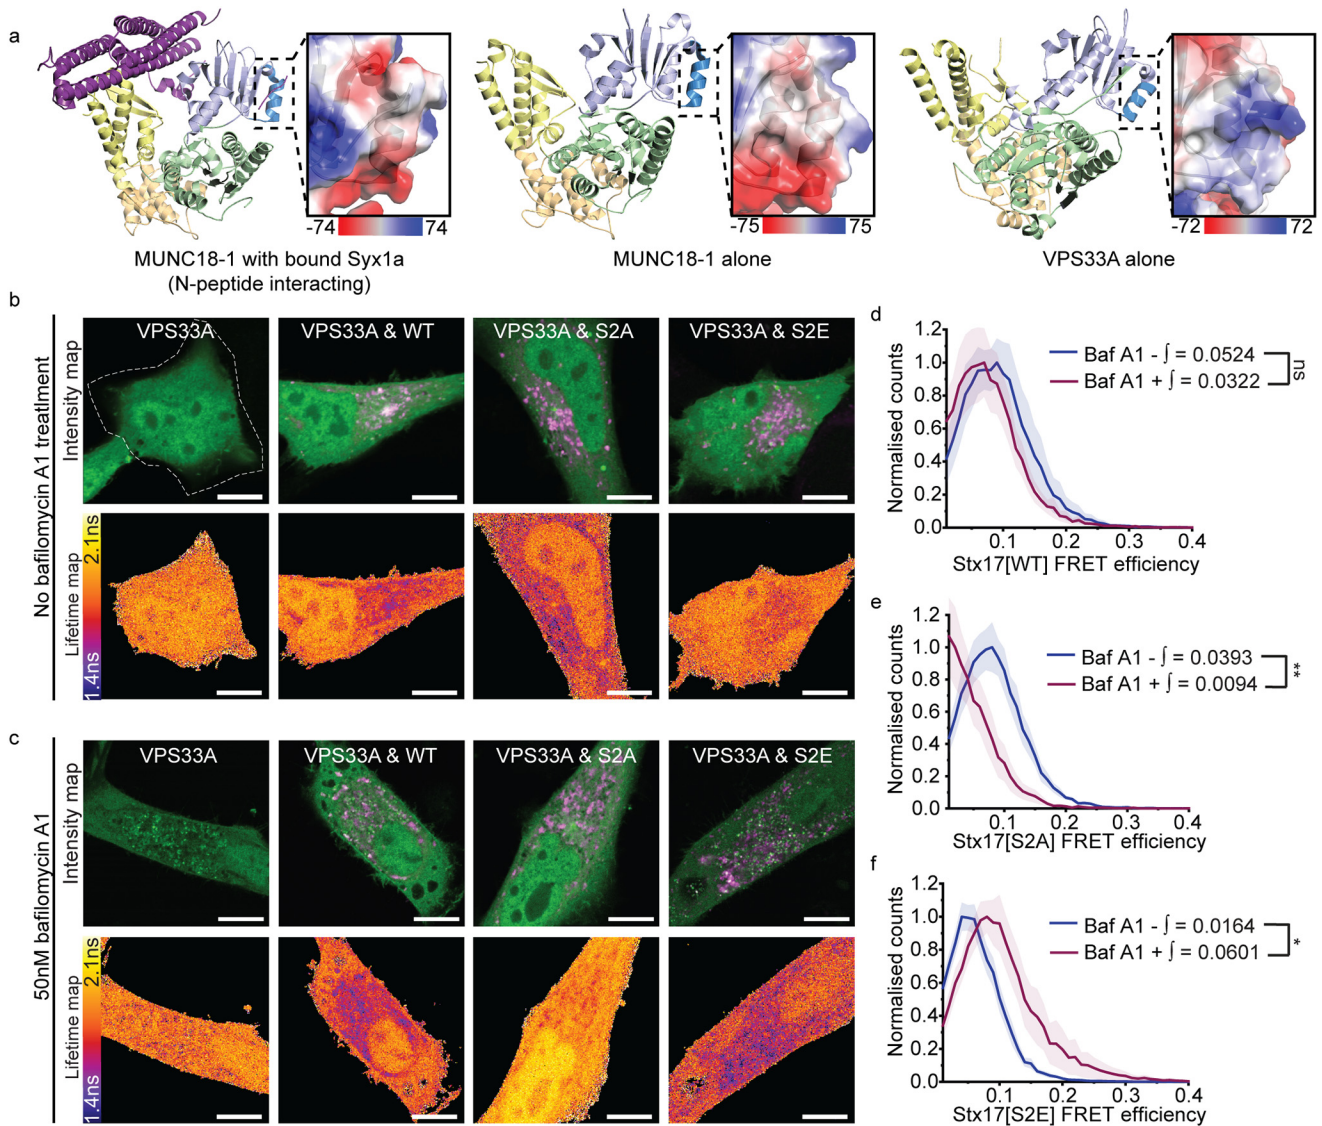 a
-74
74
-75
75
-72
72
MUNC18-1 with bound Syx1a
(N-peptide interacting)
MUNC18-1 alone
VPS33A alone
b
No bafilomycin A1 treatment
Intensity map
VPS33A
VPS33A & WT
VPS33A & S2A
VPS33A & S2E
Lifetime map
2.1ns
1.4ns
c
50nM bafilomycin A1
Intensity map
VPS33A
VPS33A & WT
VPS33A & S2A
VPS33A & S2E
Lifetime map
2.1ns
1.4ns
d
Normalised counts
1.2
1.0
0.8
0.6
0.4
0.2
0.0
Baf A1 - ∫ = 0.0524
Baf A1 + ∫ = 0.0322
ns
0.1
0.2
0.3
0.4
Stx17[WT] FRET efficiency
e
Normalised counts
1.2
1.0
0.8
0.6
0.4
0.2
0.0
Baf A1 - ∫ = 0.0393
Baf A1 + ∫ = 0.0094
**
0.1
0.2
0.3
0.4
Stx17[S2A] FRET efficiency
f
Normalised counts
1.2
1.0
0.8
0.6
0.4
0.2
0.0
Baf A1 - ∫ = 0.0164
Baf A1 + ∫ = 0.0601
*
0.1
0.2
0.3
0.4
Stx17[S2E] FRET efficiency